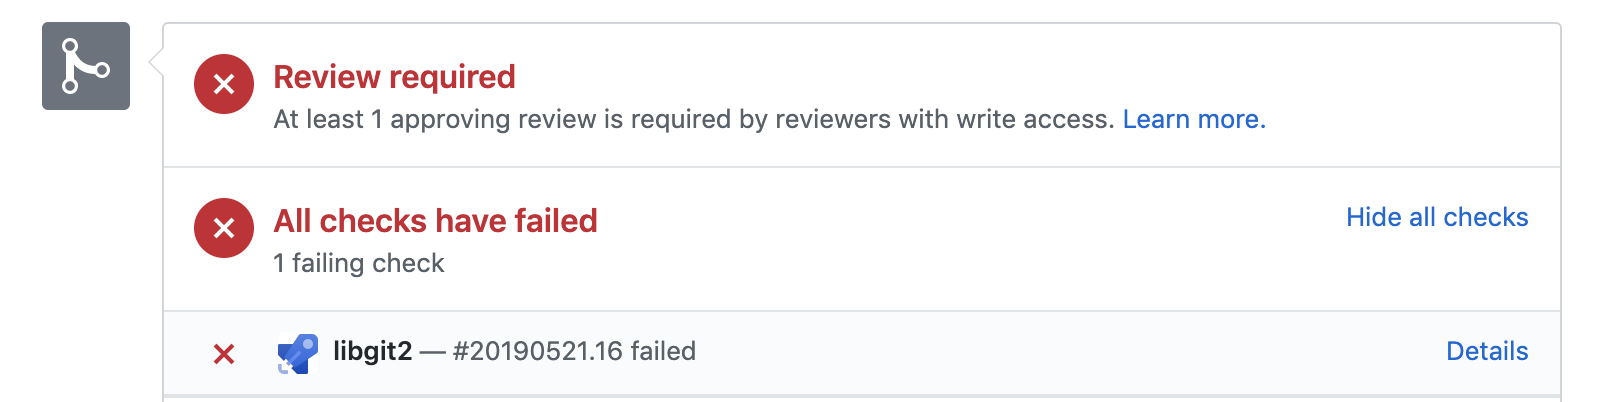 Review required
At least 1 approving review is required by reviewers with write access. Learn more.
All checks have failed
Hide all checks
1 failing check
libgit2 — #20190521.16 failed
Details